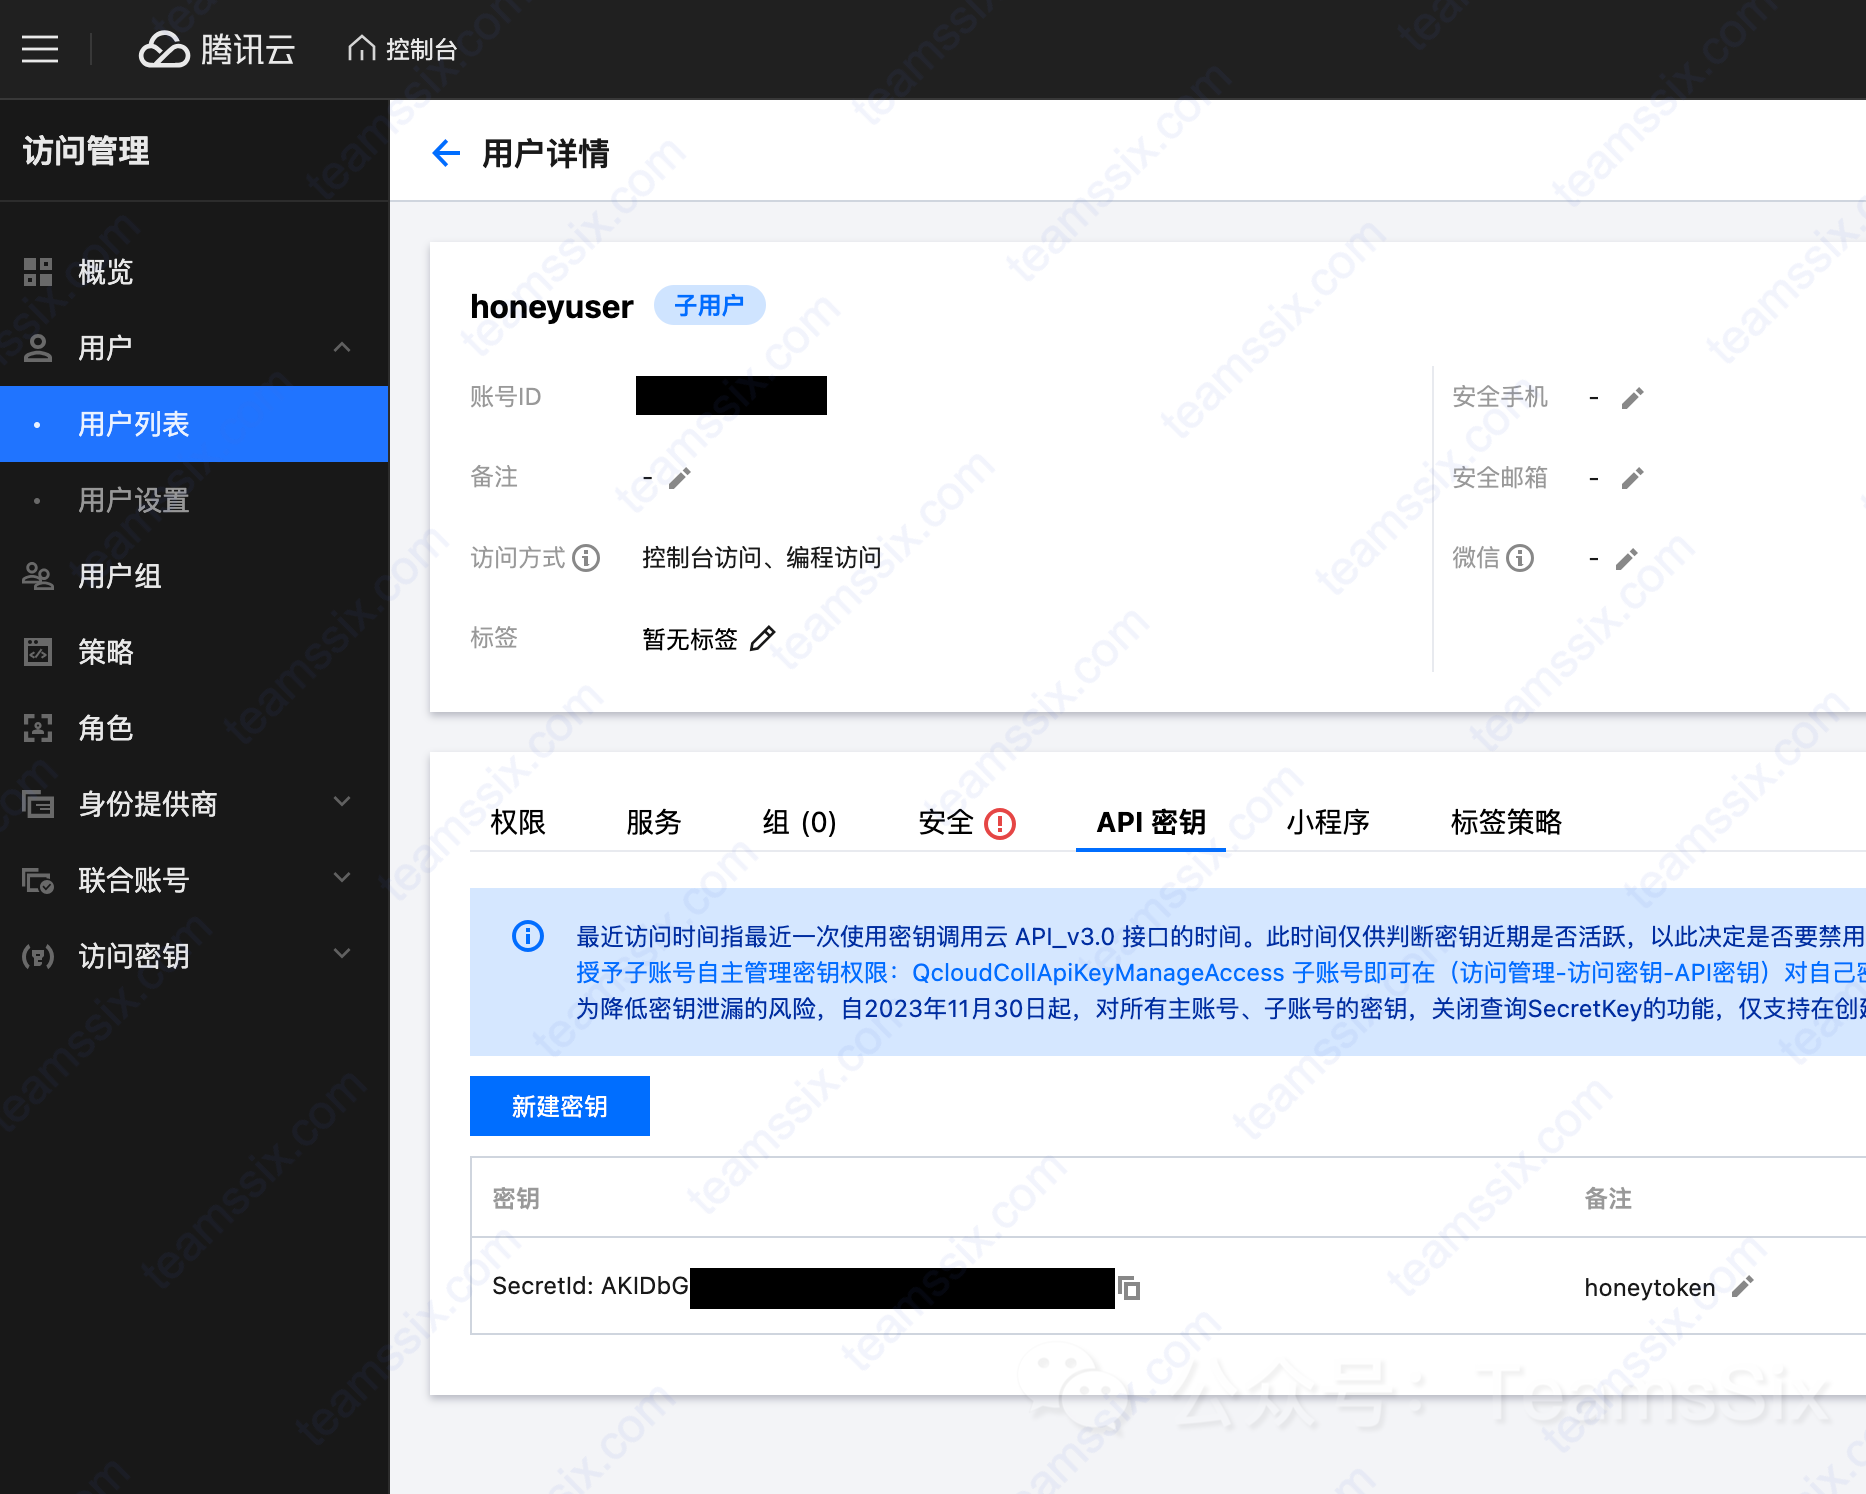 腾讯云
控制台
访问管理
概览
用户
用户列表
用户设置
用户组
策略
角色
身份提供商
联合账号
访问密钥
用户详情
honeyuser 子用户
账号ID
备注 -
访问方式 控制台访问、编程访问
标签 暂无标签
安全手机 -
安全邮箱 -
微信 -
权限 服务 组 (0) 安全 API 密钥 小程序 标签策略
最近访问时间指最近一次使用密钥调用云 API_v3.0 接口的时间。此时间仅供判断密钥近期是否活跃，以此决定是否要禁用
授予子账号自主管理密钥权限：QcloudCollApiKeyManageAccess 子账号即可在（访问管理-访问密钥-API密钥）对自己密
为降低密钥泄漏的风险，自2023年11月30日起，对所有主账号、子账号的密钥，关闭查询SecretKey的功能，仅支持在创建
新建密钥
密钥 备注
SecretId: AKIDbG honeytoken
公众号：TeamsSix
teamssix.com